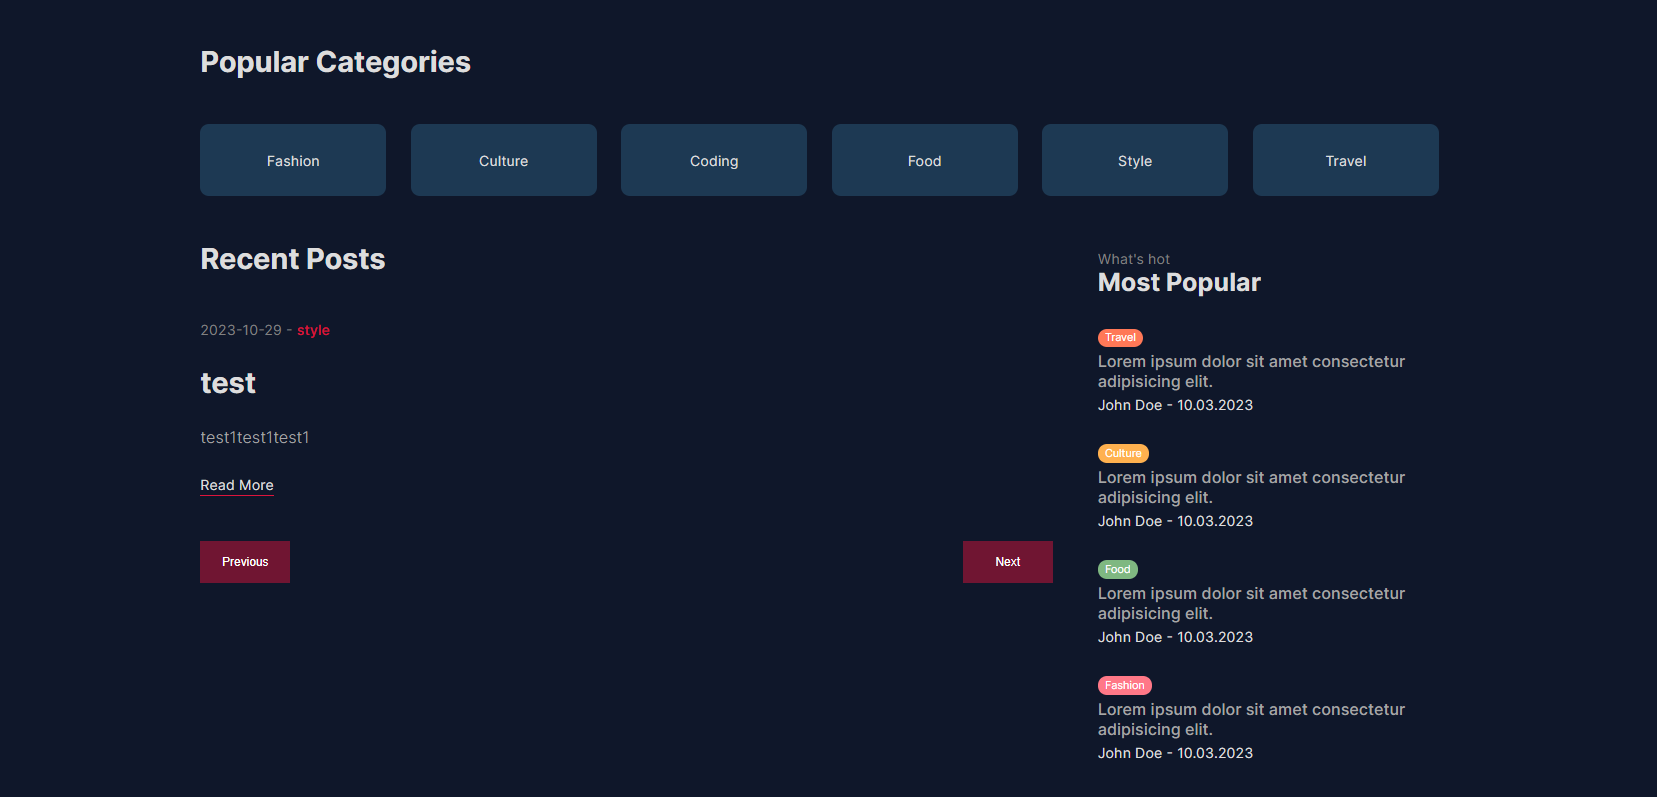 Popular Categories
Fashion Culture Coding Food Style Travel
Recent Posts
2023-10-29 - style
test
test1test1test1
Read More
Previous Next
What's hot
Most Popular
Travel
Lorem ipsum dolor sit amet consectetur
adipisicing elit.
John Doe - 10.03.2023
Culture
Lorem ipsum dolor sit amet consectetur
adipisicing elit.
John Doe - 10.03.2023
Food
Lorem ipsum dolor sit amet consectetur
adipisicing elit.
John Doe - 10.03.2023
Fashion
Lorem ipsum dolor sit amet consectetur
adipisicing elit.
John Doe - 10.03.2023